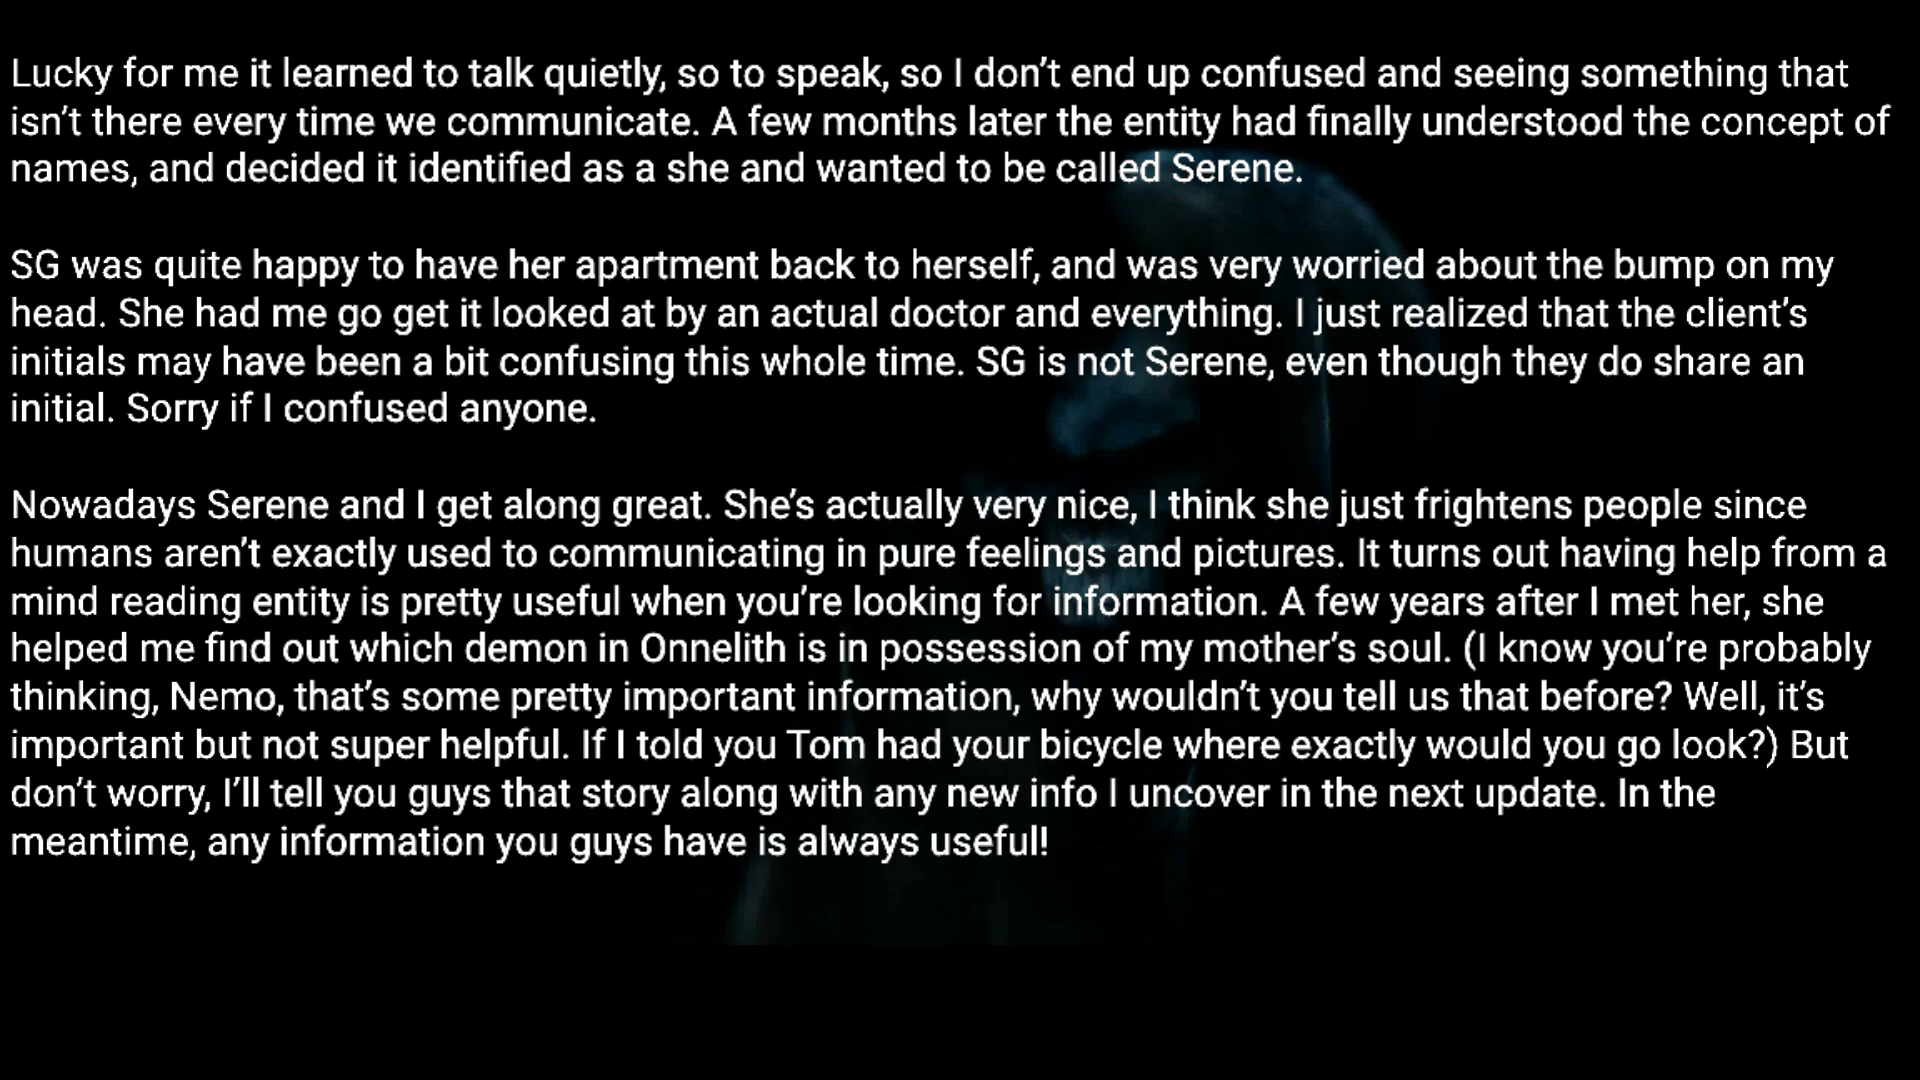 Lucky for me it learned to talk quietly, so to speak, so I don’t end up confused and seeing something that
isn’t there every time we communicate. A few months later the entity had finally understood the concept of
names, and decided it identified as a she and wanted to be called Serene.
SG was quite happy to have her apartment back to herself, and was very worried about the bump on my
head. She had me go get it looked at by an actual doctor and everything. I just realized that the client’s
initials may have been a bit confusing this whole time. SG is not Serene, even though they do share an
initial. Sorry if I confused anyone.
Nowadays Serene and I get along great. She’s actually very nice, I think she just frightens people since
humans aren’t exactly used to communicating in pure feelings and pictures. It turns out having help from a
mind reading entity is pretty useful when you’re looking for information. A few years after I met her, she
helped me find out which demon in Onnelith is in possession of my mother’s soul. (I know you’re probably
thinking, Nemo, that’s some pretty important information, why wouldn’t you tell us that before? Well, it’s
important but not super helpful. If I told you Tom had your bicycle where exactly would you go look?) But
don’t worry, I’ll tell you guys that story along with any new info I uncover in the next update. In the
meantime, any information you guys have is always useful!